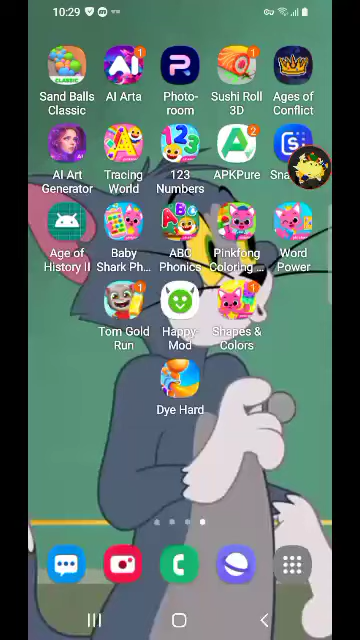 10:29
Sand Balls Classic
AI Arta
Photo-room
Sushi Roll 3D
Ages of Conflict
AI Art Generator
Tracing World
123 Numbers
APKPure
Sna
Age of History II
Baby Shark Ph...
ABC Phonics
Pinkfong Coloring ...
Word Power
Tom Gold Run
Happy-Mod
Shapes & Colors
Dye Hard